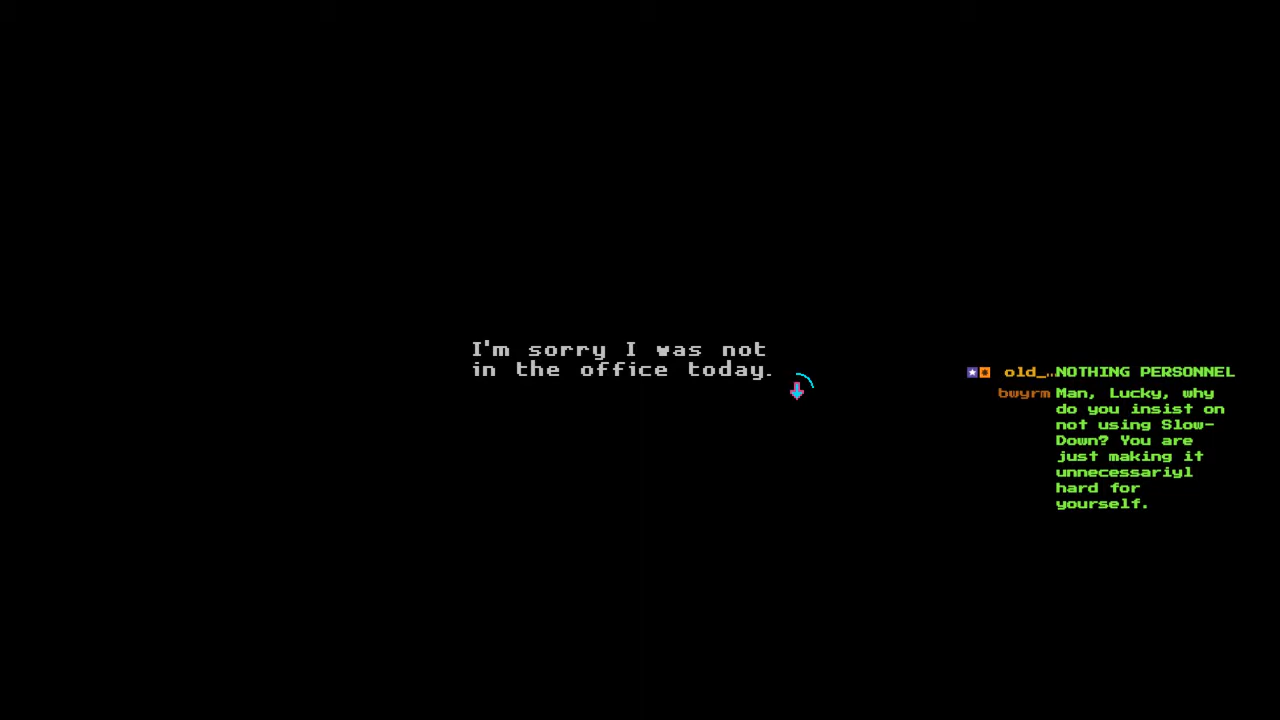 I'm sorry I was not
in the office today.
old_..NOTHING PERSONNEL
bwyrm Man, Lucky, why
do you insist on
not using Slow-
Down? You are
just making it
unnecessariyl
hard for
yourself.